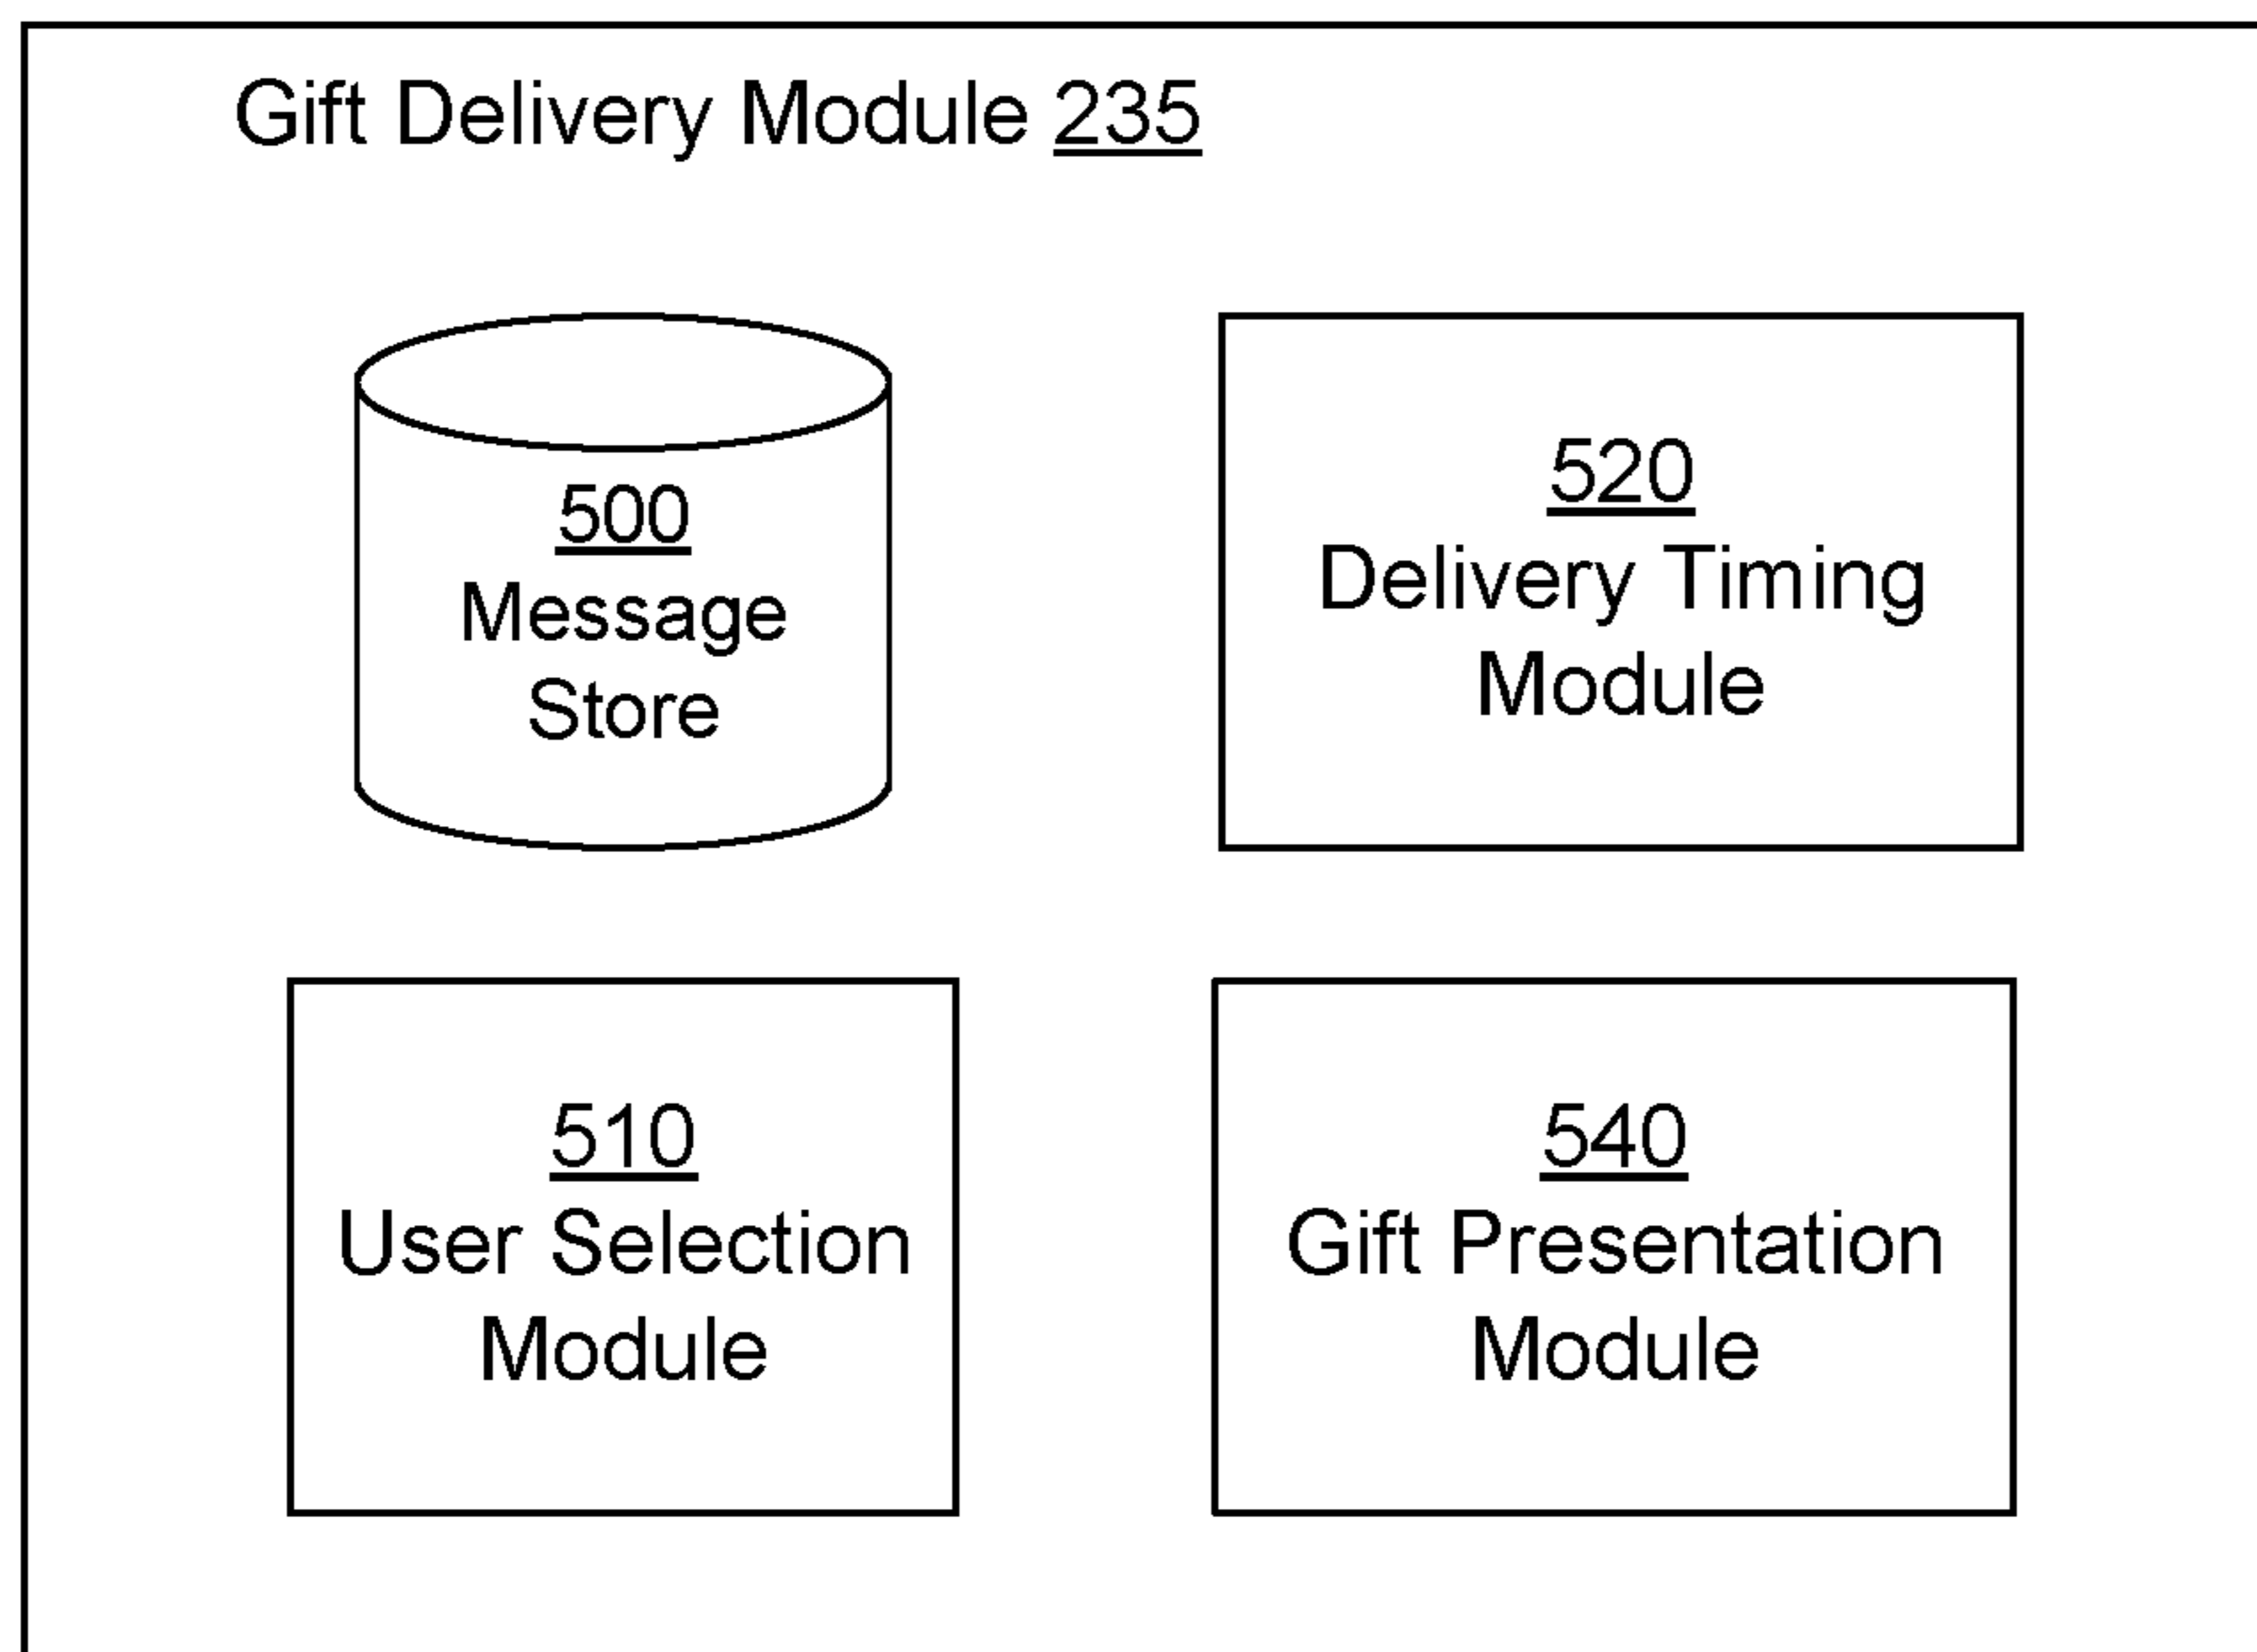 Gift Delivery Module 235
500
Message
Store
520
Delivery Timing
Module
510
User Selection
Module
540
Gift Presentation
Module